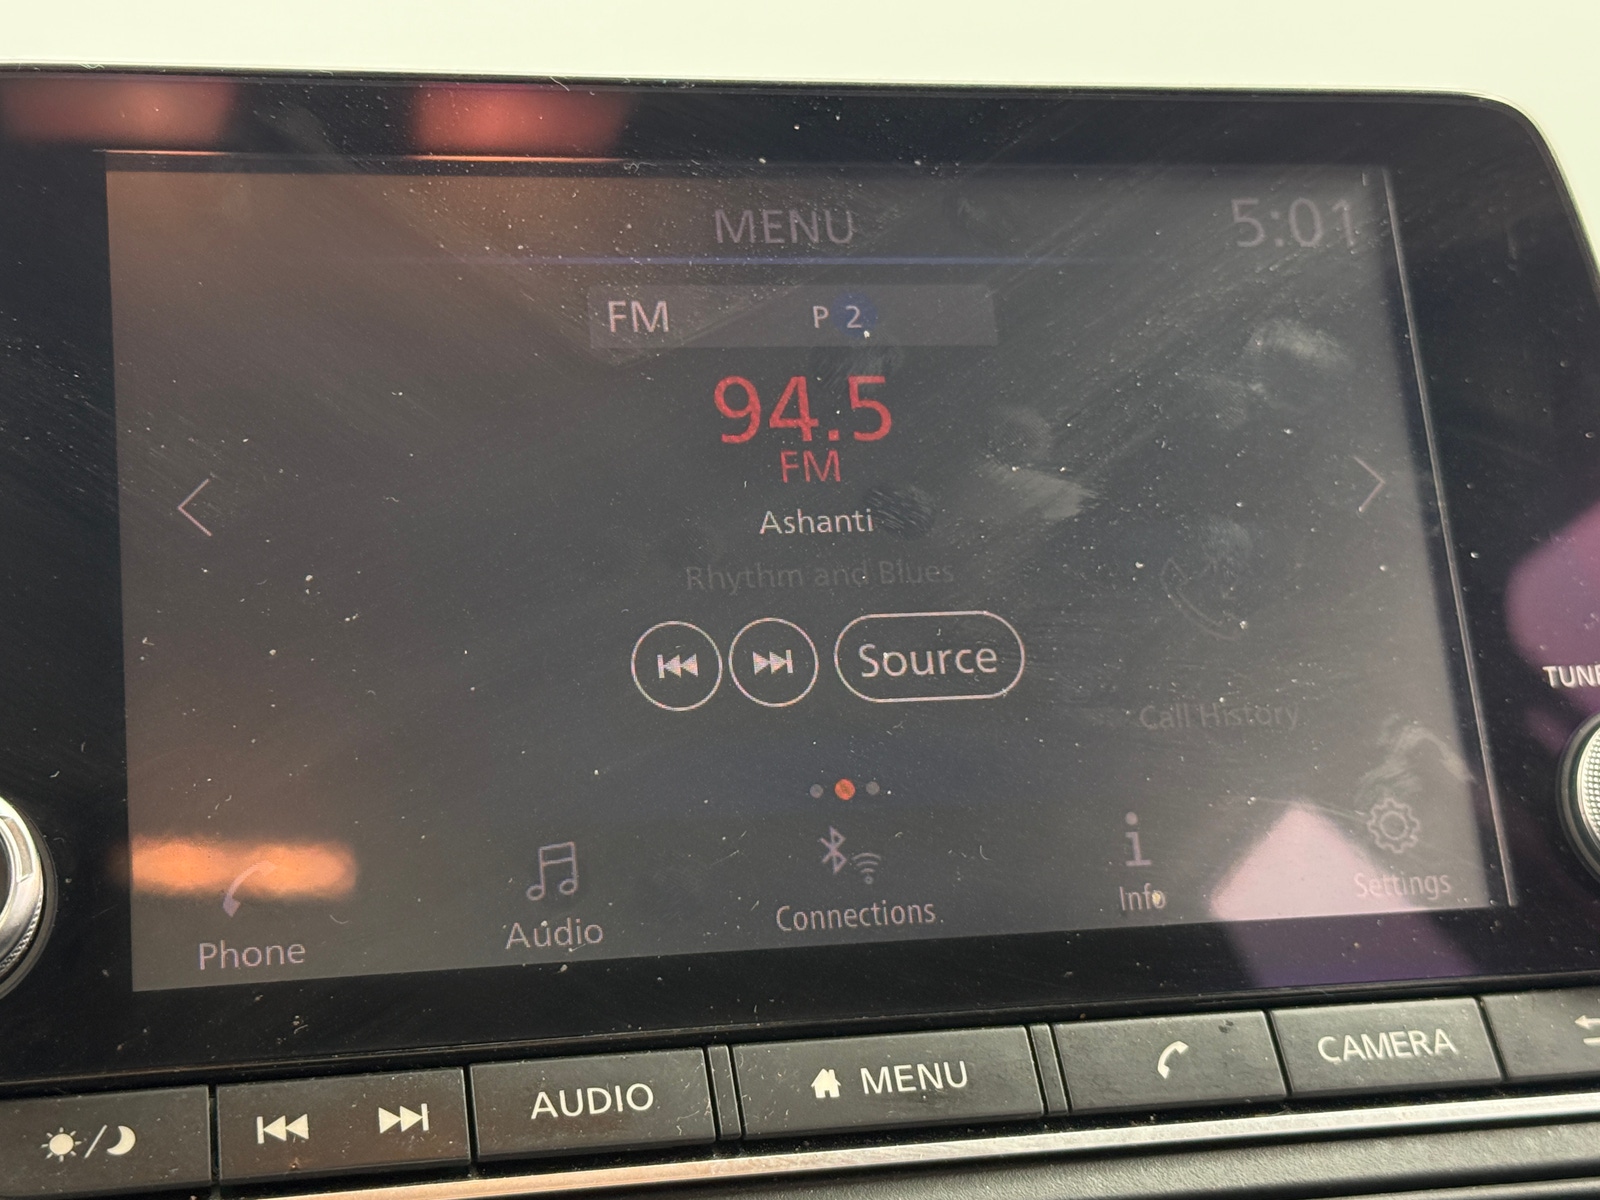 MENU
5:01
FM P 2
94.5
FM
Ashanti
Rhythm and Blues
Source
Call History
Phone
Audio
Connections
Info
Settings
TUNE
AUDIO
MENU
CAMERA